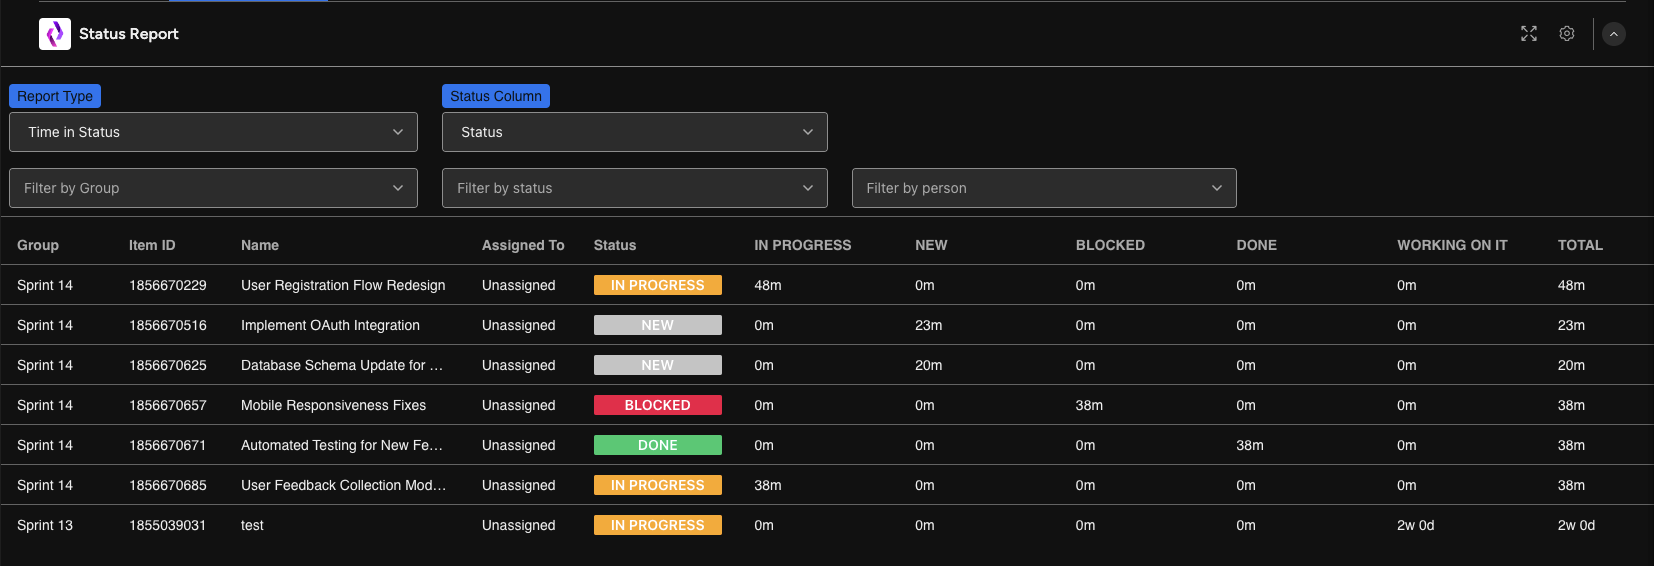 Status Report
Report Type Status Column
Time in Status Status
Filter by Group Filter by status Filter by person
Group Item ID Name Assigned To Status IN PROGRESS NEW BLOCKED DONE WORKING ON IT TOTAL
Sprint 14 1856670229 User Registration Flow Redesign Unassigned IN PROGRESS 48m 0m 0m 0m 0m 48m
Sprint 14 1856670516 Implement OAuth Integration Unassigned NEW 0m 23m 0m 0m 0m 23m
Sprint 14 1856670625 Database Schema Update for ... Unassigned NEW 0m 20m 0m 0m 0m 20m
Sprint 14 1856670657 Mobile Responsiveness Fixes Unassigned BLOCKED 0m 0m 38m 0m 0m 38m
Sprint 14 1856670671 Automated Testing for New Fe... Unassigned DONE 0m 0m 0m 38m 0m 38m
Sprint 14 1856670685 User Feedback Collection Mod... Unassigned IN PROGRESS 38m 0m 0m 0m 0m 38m
Sprint 13 1855039031 test Unassigned IN PROGRESS 0m 0m 0m 0m 2w 0d 2w 0d